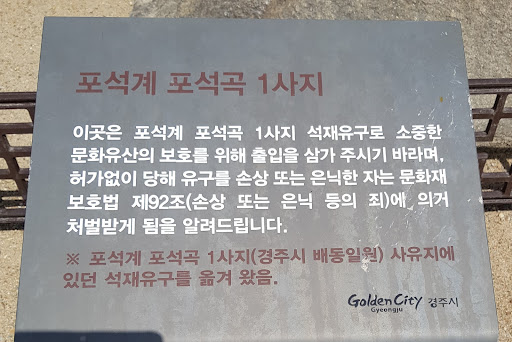 포석계 포석곡 1사지
이곳은 포석계 포석곡 1사지 석재유구로 소중한
문화유산의 보호를 위해 출입을 삼가 주시기 바라며,
허가없이 당해 유구를 손상 또는 은닉한 자는 문화재
보호법 제92조(손상 또는 은닉 등의 죄)에 의거
처벌받게 됨을 알려드립니다.
※ 포석계 포석곡 1사지(경주시 배동일원) 사유지에
있던 석재유구를 옮겨 왔음.
Golden City 경주시
Gyeongju